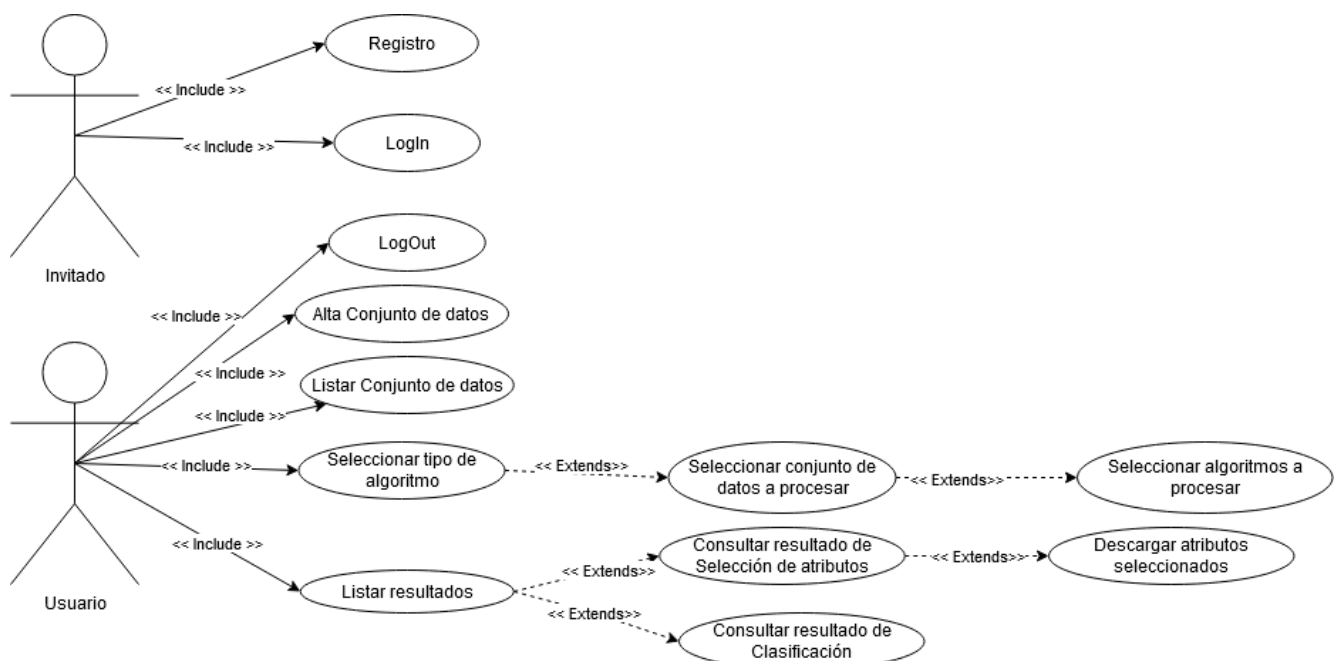 Registro
<< Include >>
LogIn
<< Include >>
Invitado
LogOut
<< Include >>
Alta Conjunto de datos
<< Include >>
Listar Conjunto de datos
<< Include >>
Seleccionar tipo de
algoritmo
<< Include >>
<< Extends>>
Seleccionar conjunto de
datos a procesar
<< Extends>>
Seleccionar algoritmos a
procesar
<< Include >>
Listar resultados
Usuario
<< Extends>>
Consultar resultado de
Selección de atributos
<< Extends>>
Descargar atributos
seleccionados
<< Extends>>
Consultar resultado de
Clasificación